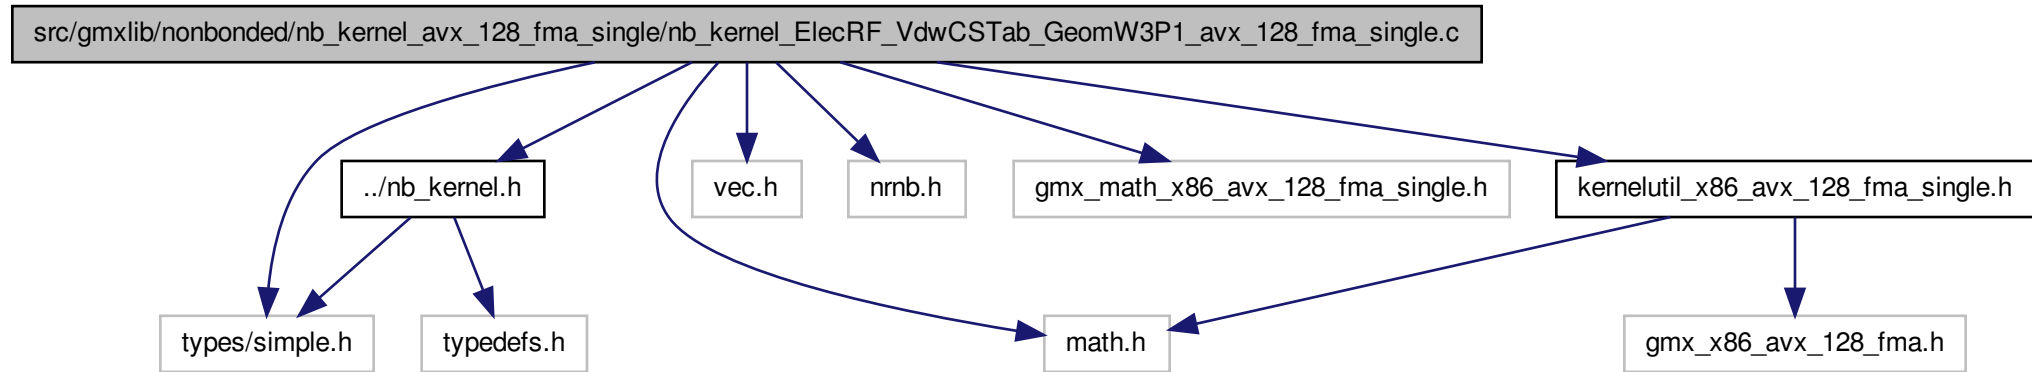 src/gmxlib/nonbonded/nb_kernel_avx_128_fma_single/nb_kernel_ElecRF_VdwCSTab_GeomW3P1_avx_128_fma_single.c
../nb_kernel.h
vec.h
nrnb.h
gmx_math_x86_avx_128_fma_single.h
kernelutil_x86_avx_128_fma_single.h
types/simple.h
typedefs.h
math.h
gmx_x86_avx_128_fma.h